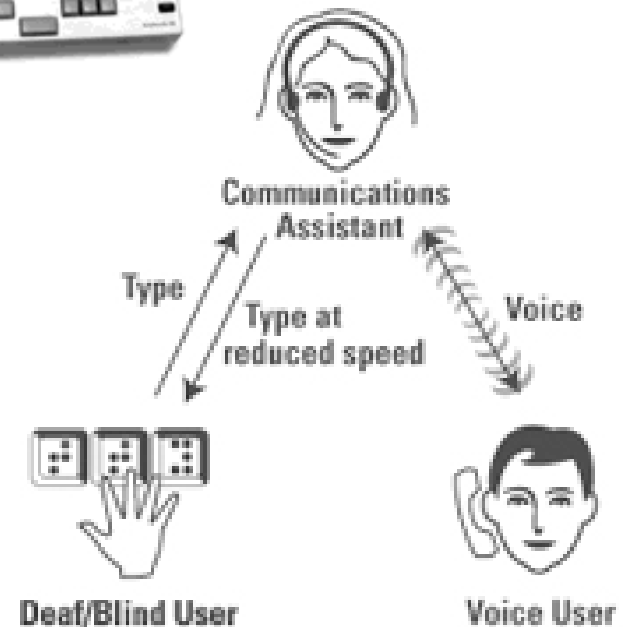 Communications
Assistant
Type
Type at
reduced speed
Voice
Deaf/Blind User
Voice User